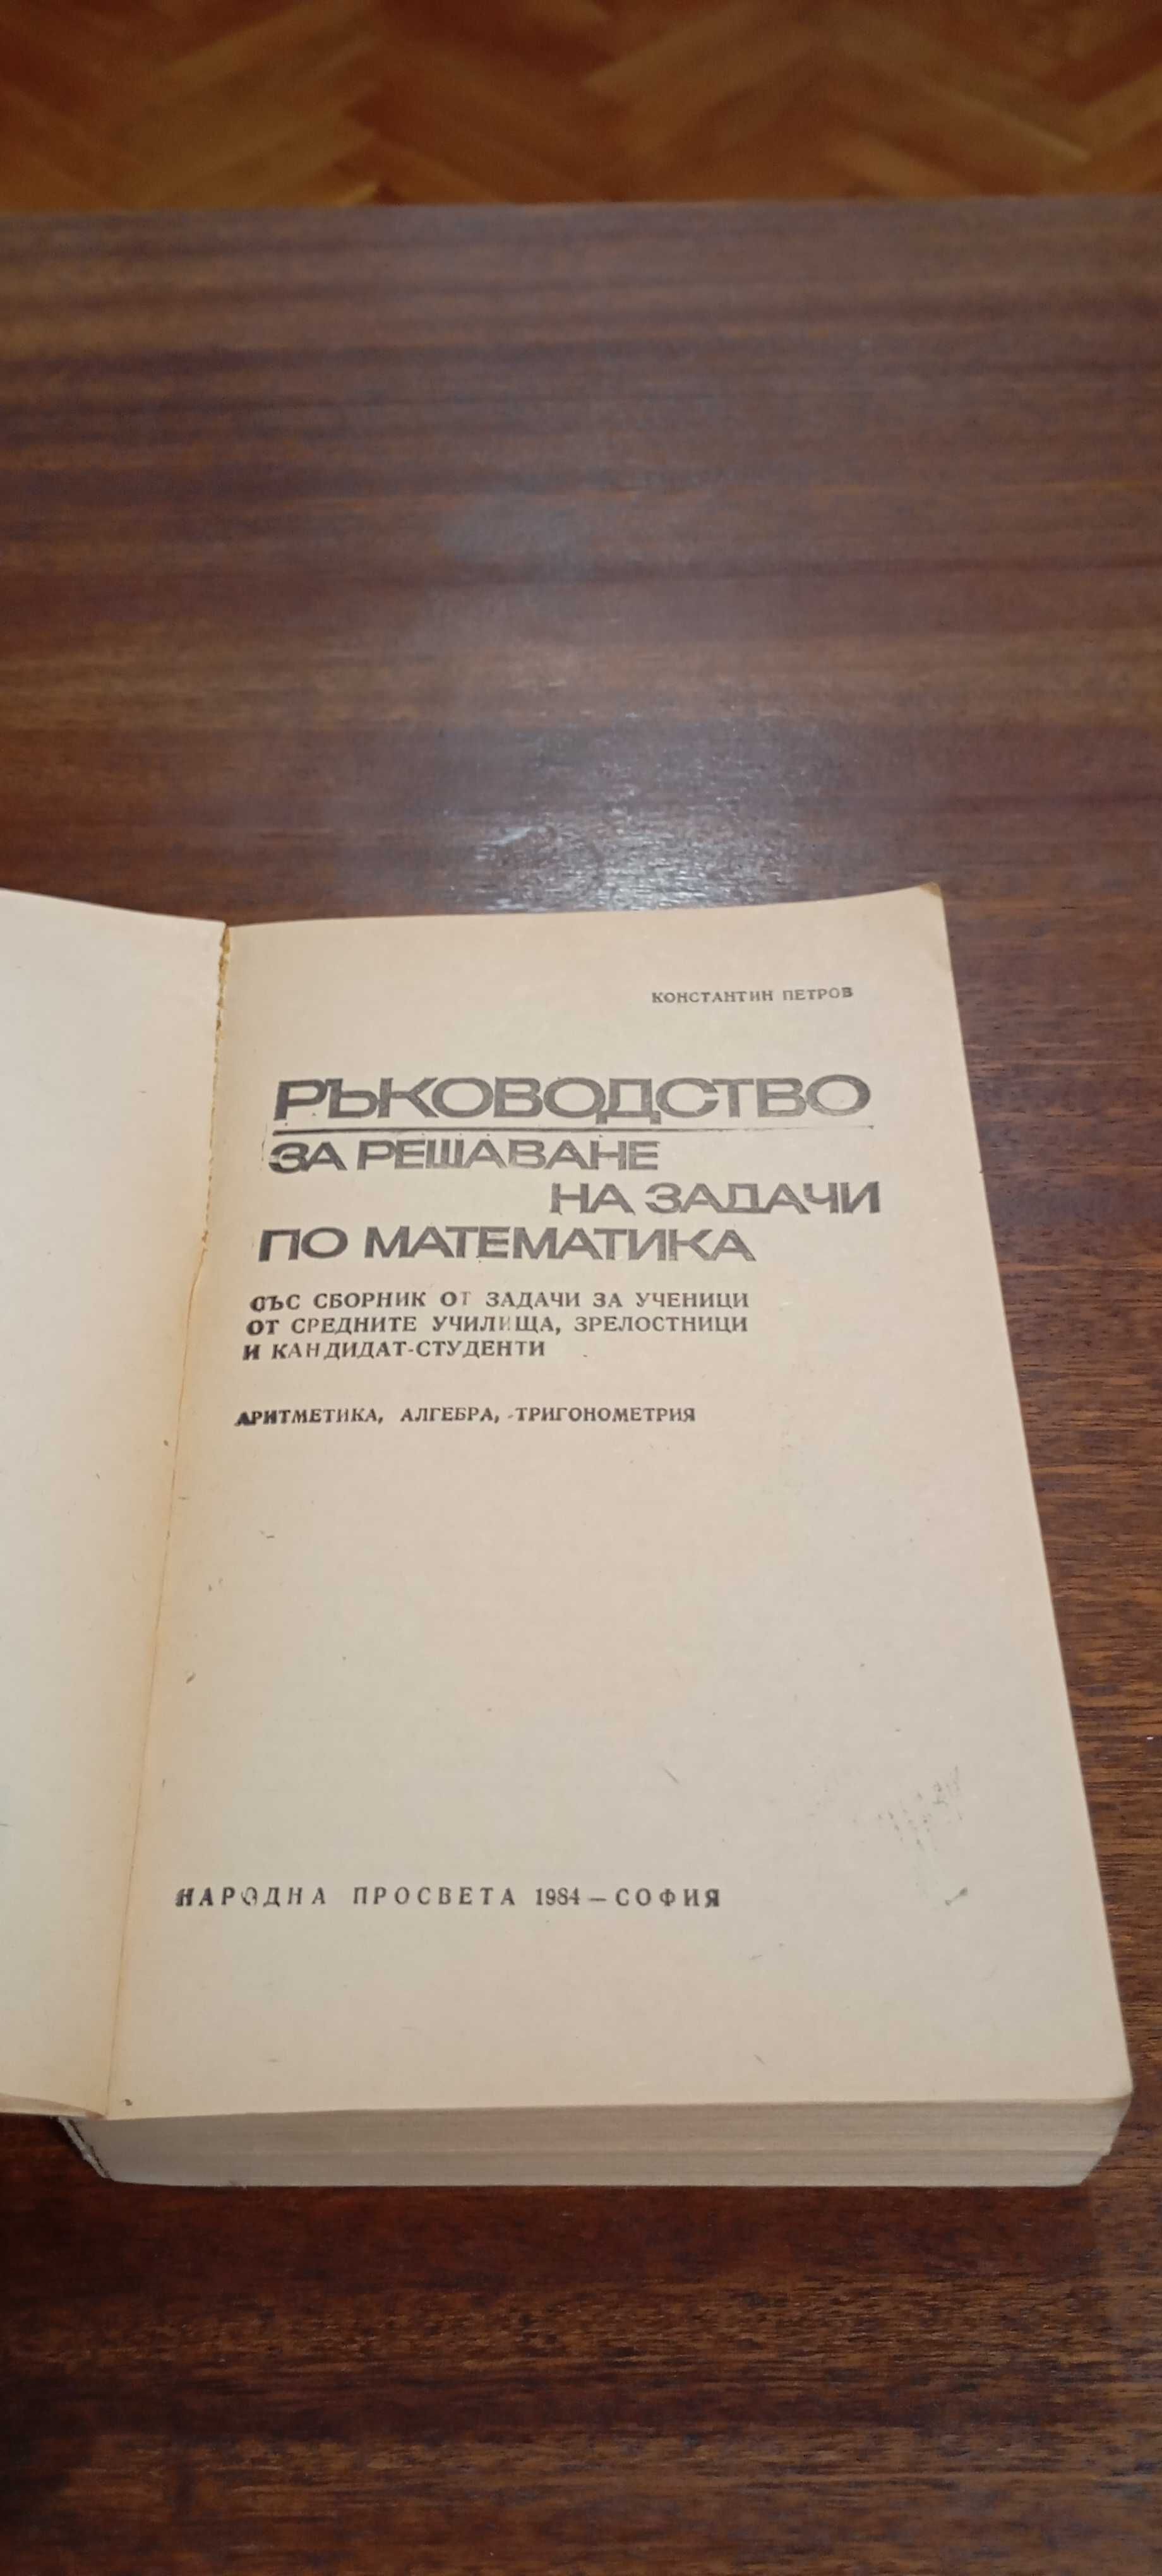 КОНСТАНТИН ПЕТРОВ
РЪКОВОДСТВО
ЗА РЕШАВАНЕ
НА ЗАДАЧИ
ПО МАТЕМАТИКА
СЪС СБОРНИК ОТ ЗАДАЧИ ЗА УЧЕНИЦИ
ОТ СРЕДНИТЕ УЧИЛИЩА, ЗРЕЛОСТНИЦИ
И КАНДИДАТ-СТУДЕНТИ
АРИТМЕТИКА, АЛГЕБРА, ТРИГОНОМЕТРИЯ
НАРОДНА ПРОСВЕТА 1984 — СОФИЯ